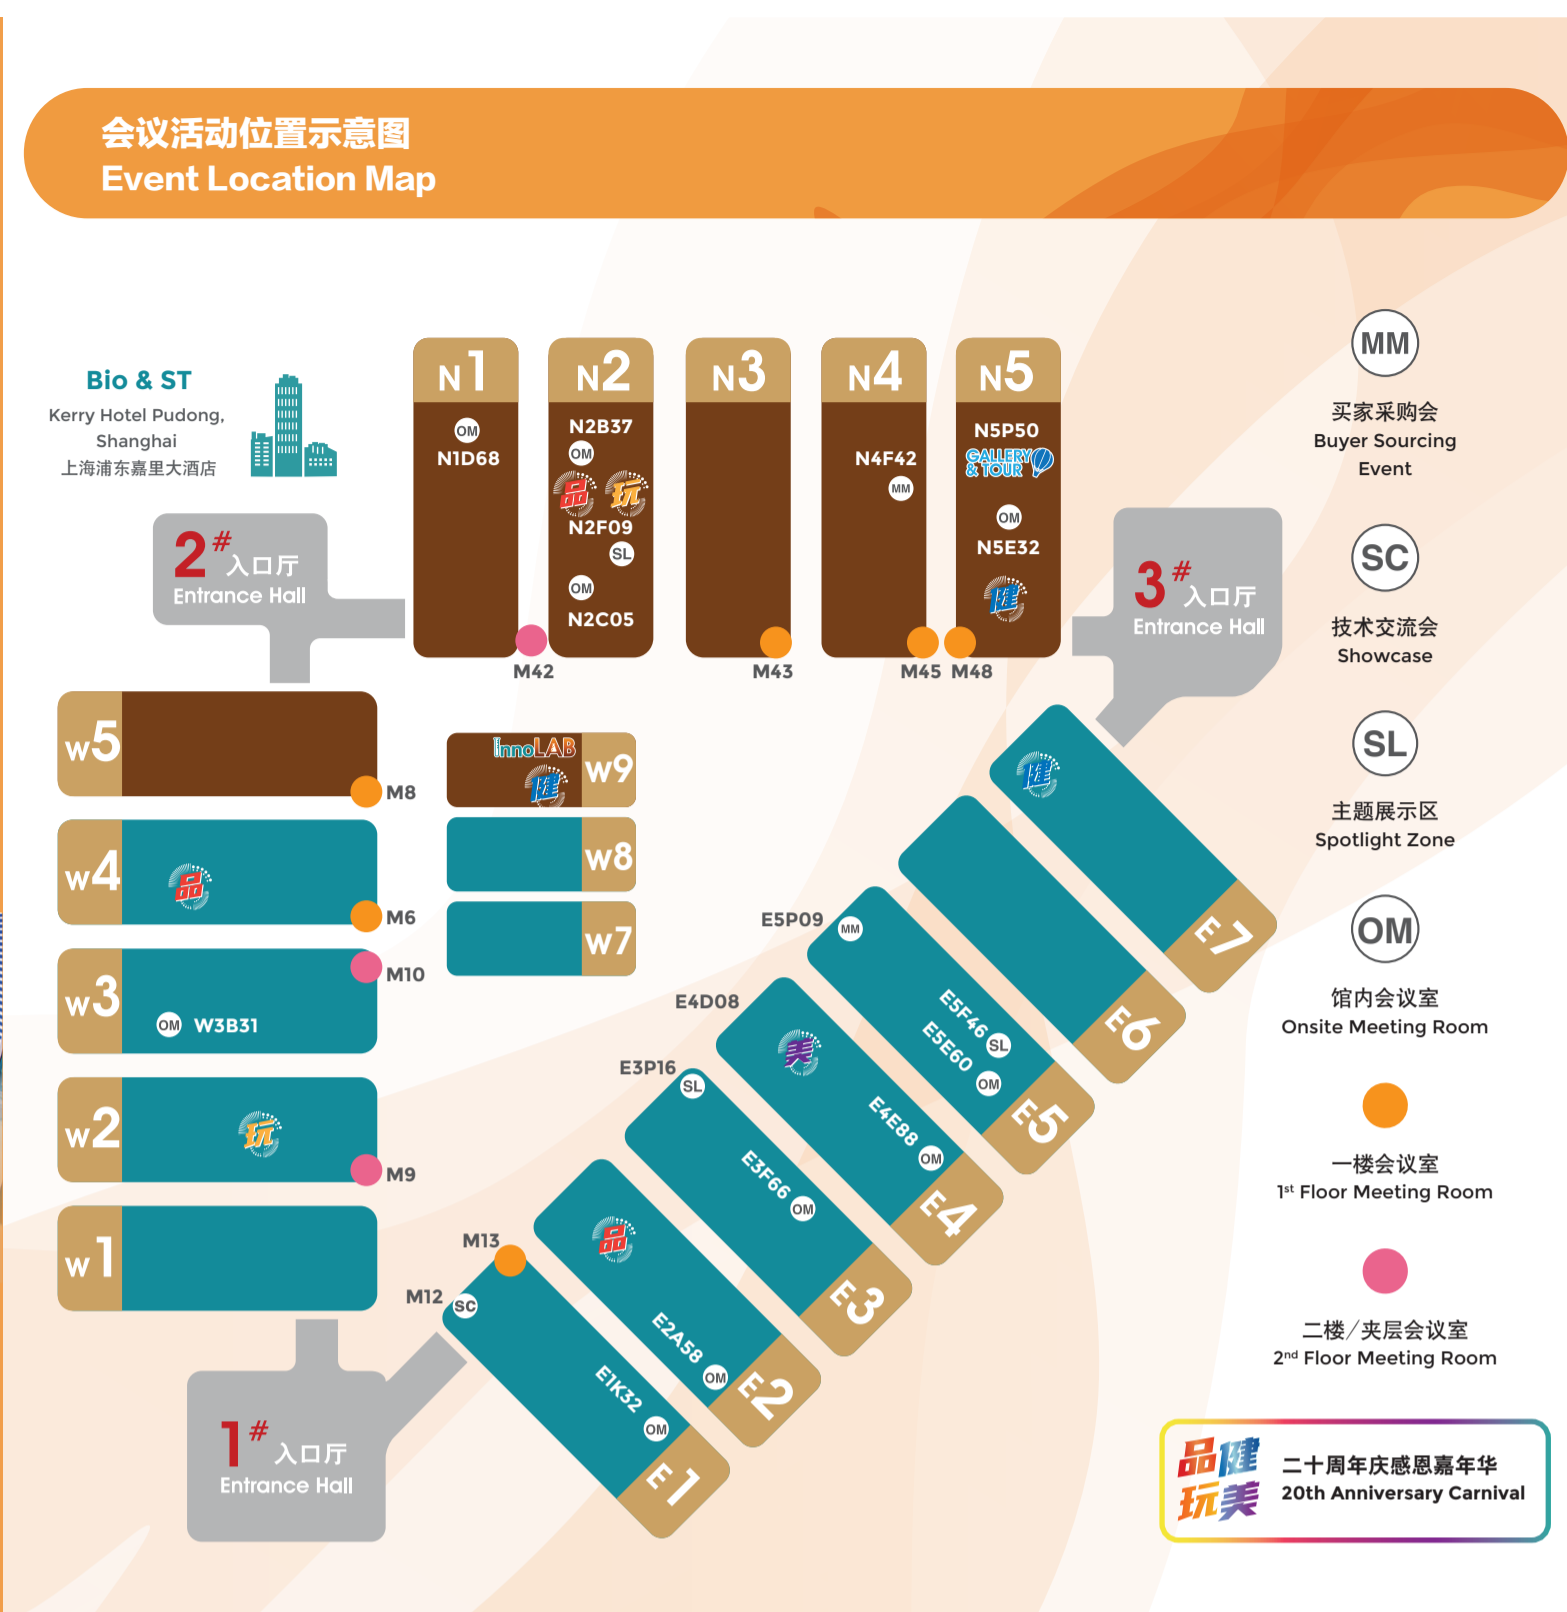 会议活动位置示意图
Event Location Map
Bio & ST
Kerry Hotel Pudong,
Shanghai
上海浦东嘉里大酒店
N1
OM
N1D68
N2
N2B37
OM
品 玩
N2F09
SL
OM
N2C05
N3
N4
N4F42
MM
N5
N5P50
GALLERY
& TOUR
OM
N5E32
健
M42
M43
M45
M48
2# 入口厅
Entrance Hall
3# 入口厅
Entrance Hall
W5
M8
W4
品
M6
W3
M10
OM W3B31
W2
玩
M9
W1
InnoLAB
健
W9
W8
W7
1# 入口厅
Entrance Hall
健
E7
E6
E5P09
MM
E5F46 SL
E5E60 OM
E5
E4D08
美
E4E88 OM
E4
E3P16
SL
E3F66 OM
E3
品
E2A58 OM
E2
M13
M12
SC
E1K32 OM
E1
MM
买家采购会
Buyer Sourcing
Event
SC
技术交流会
Showcase
SL
主题展示区
Spotlight Zone
OM
馆内会议室
Onsite Meeting Room
一楼会议室
1st Floor Meeting Room
二楼/夹层会议室
2nd Floor Meeting Room
品健
玩美
二十周年庆感恩嘉年华
20th Anniversary Carnival